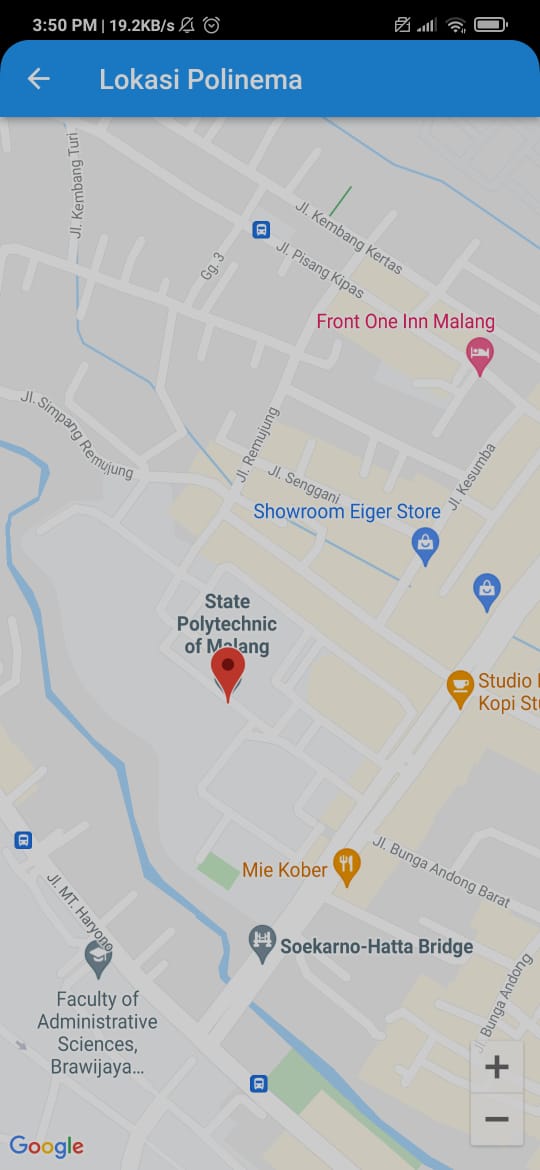 3:50 PM | 19.2KB/s
Lokasi Polinema
Jl. Kembang Turi
Jl. Kembang Kertas
Gg. 3
Jl. Pisang Kipas
Front One Inn Malang
Jl. Simpang Remujung
Jl. Remujung
Jl. Senggani
Jl. Kesumba
Showroom Eiger Store
State
Polytechnic
of Malang
Studio
Kopi St
Mie Kober
Jl. Bunga Andong Barat
Jl. MT. Haryono
Soekarno-Hatta Bridge
Jl. Bunga Andong
Faculty of
Administrative
Sciences,
Brawijaya...
+
−
Google